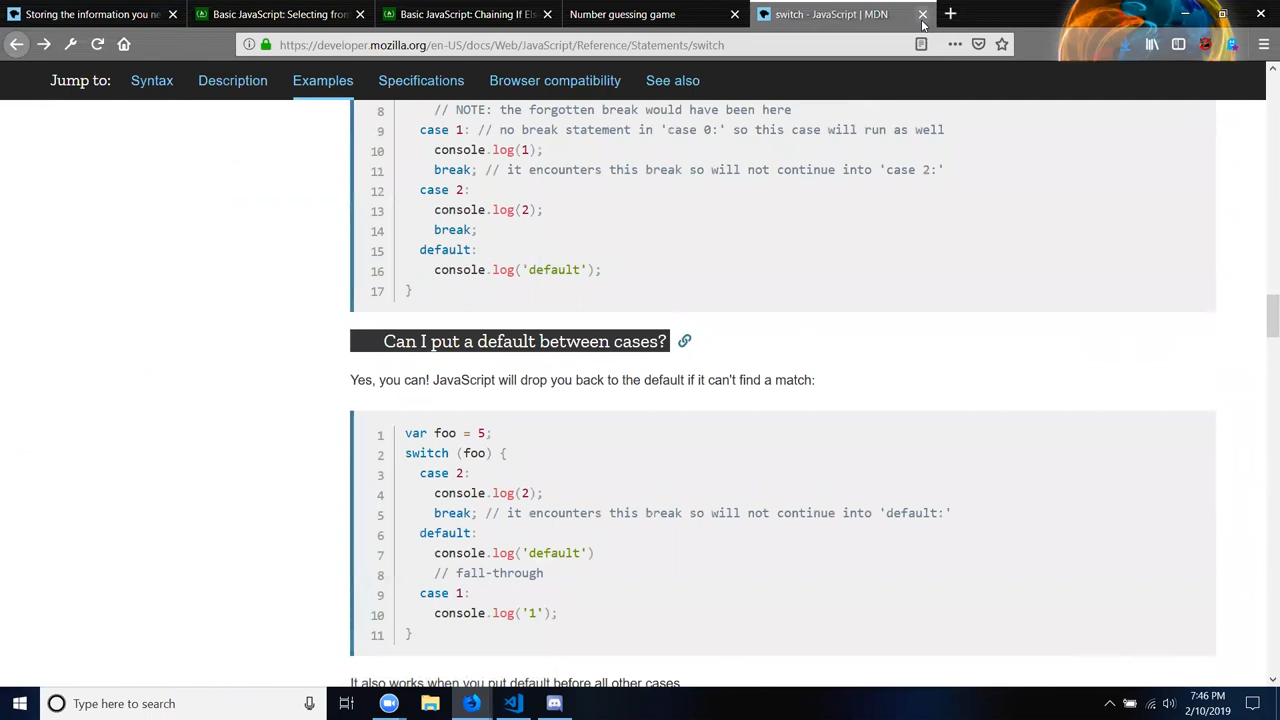 Storing the information you ne
Basic JavaScript: Selecting from
Basic JavaScript: Chaining If Els
Number guessing game
switch - JavaScript | MDN
https://developer.mozilla.org/en-US/docs/Web/JavaScript/Reference/Statements/switch
Jump to: Syntax Description Examples Specifications Browser compatibility See also
8 // NOTE: the forgotten break would have been here
9 case 1: // no break statement in 'case 0:' so this case will run as well
10 console.log(1);
11 break; // it encounters this break so will not continue into 'case 2:'
12 case 2:
13 console.log(2);
14 break;
15 default:
16 console.log('default');
17 }
Can I put a default between cases?
Yes, you can! JavaScript will drop you back to the default if it can't find a match:
1 var foo = 5;
2 switch (foo) {
3 case 2:
4 console.log(2);
5 break; // it encounters this break so will not continue into 'default:'
6 default:
7 console.log('default')
8 // fall-through
9 case 1:
10 console.log('1');
11 }
It also works when you put default before all other cases.
Type here to search
7:46 PM
2/10/2019